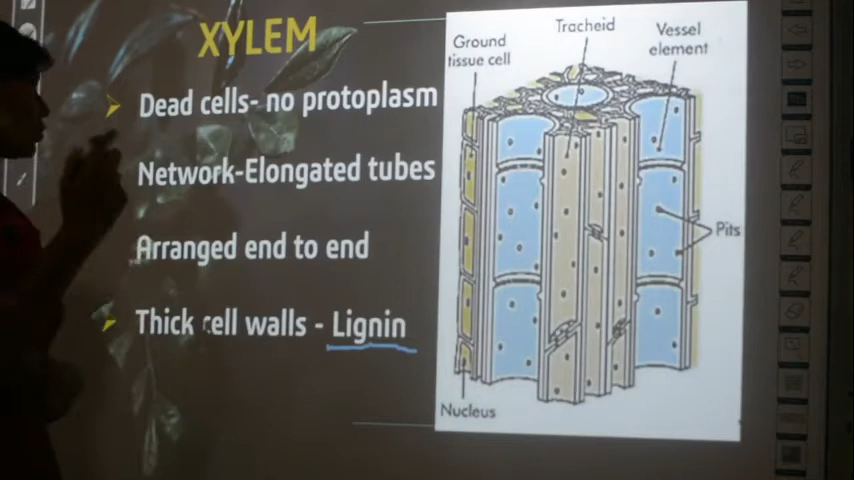 XYLEM
Dead cells- no protoplasm
Network-Elongated tubes
Arranged end to end
Thick cell walls - Lignin
Ground
tissue cell
Tracheid
Vessel
element
Pits
Nucleus